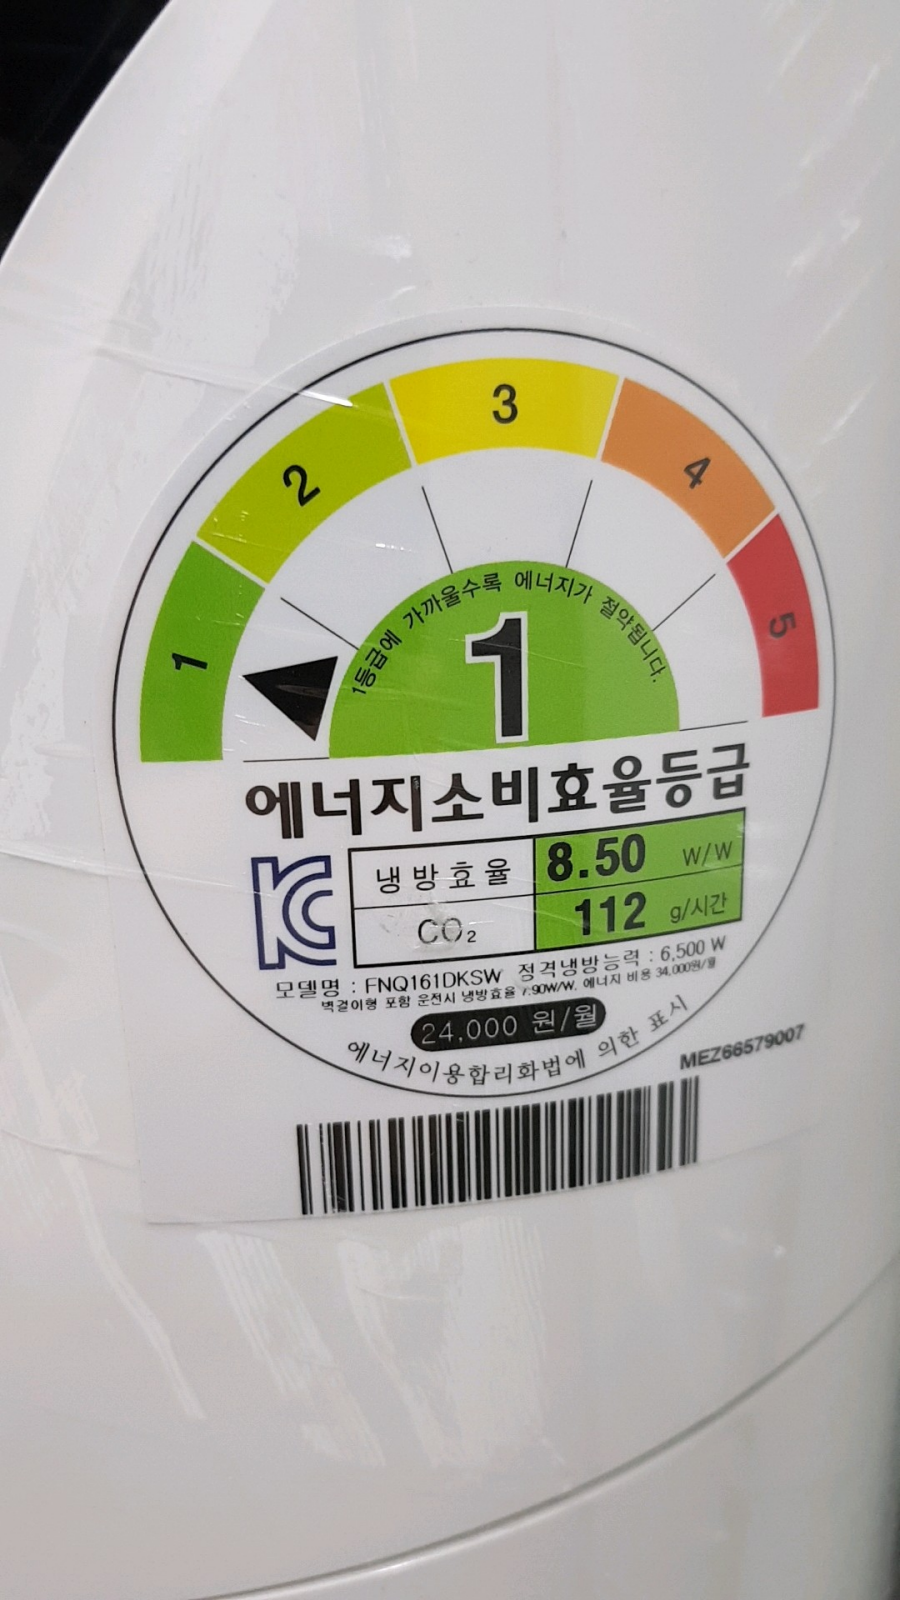 3
2
4
1
5
1등급에 가까울수록 에너지가 절약됩니다.
1
에너지소비효율등급
냉방효율 8.50 W/W
CO₂ 112 g/시간
모델명 : FNQ161DKSW 정격냉방능력 : 6,500 W
벽걸이형 포함 운전시 냉방효율 7.90W/W, 에너지 비용 34,000원/월
24,000 원/월
에너지이용합리화법에 의한 표시
MEZ66579007